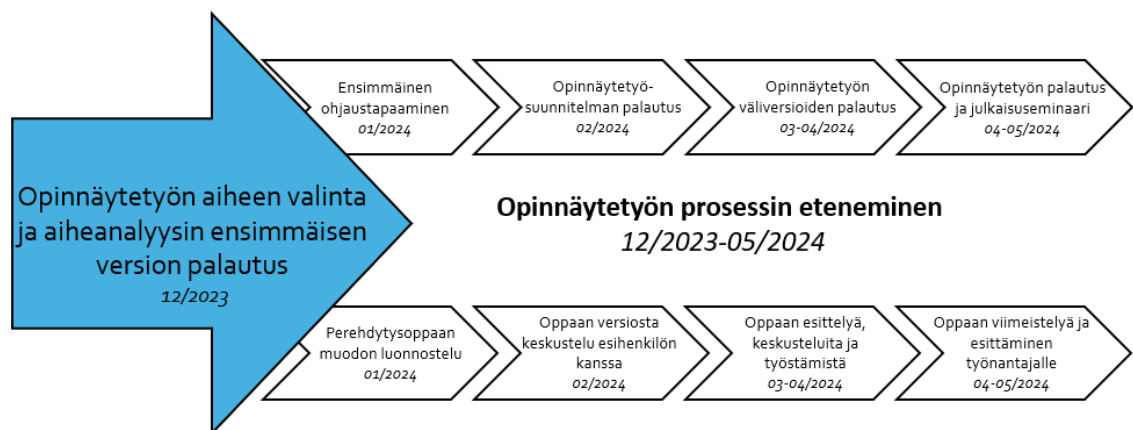 Opinnäytetyön aiheen valinta
ja aiheanalyysin ensimmäisen
version palautus
12/2023
Ensimmäinen
ohjaustapaaminen
01/2024
Opinnäytetyö-
suunnitelman palautus
02/2024
Opinnäytetyön
väliversioiden palautus
03-04/2024
Opinnäytetyön palautus
ja julkaisuseminaari
04-05/2024
Opinnäytetyön prosessin eteneminen
12/2023-05/2024
Perehdytysoppaan
muodon luonnostelu
01/2024
Oppaan versiosta
keskustelu esihenkilön
kanssa
02/2024
Oppaan esittelyä,
keskusteluita ja
työstämistä
03-04/2024
Oppaan viimeistelyä ja
esittäminen
työnantajalle
04-05/2024